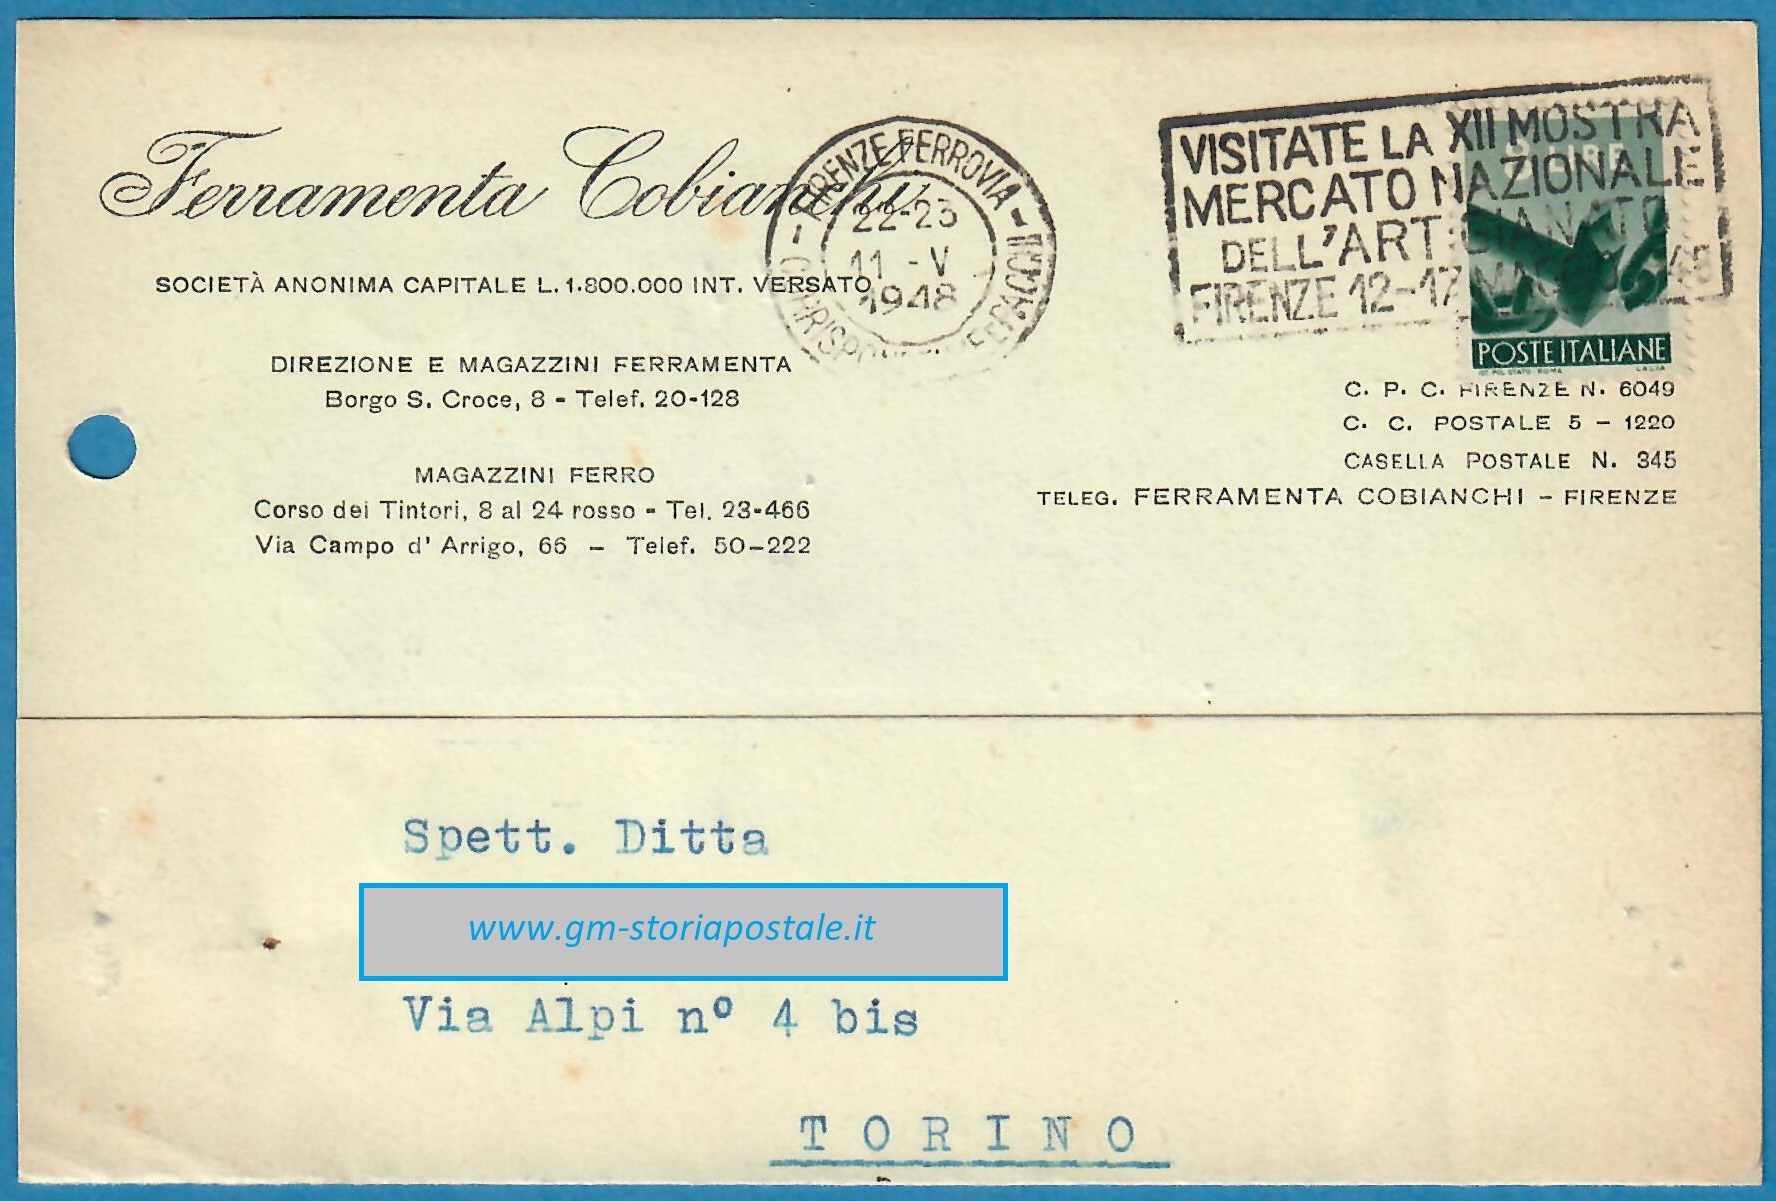 Ferramenta Cobianchi
SOCIETÀ ANONIMA CAPITALE L. 1.800.000 INT. VERSATO
DIREZIONE E MAGAZZINI FERRAMENTA
Borgo S. Croce, 8 - Telef. 20-128
MAGAZZINI FERRO
Corso dei Tintori, 8 al 24 rosso - Tel. 23-466
Via Campo d' Arrigo, 66 - Telef. 50-222
FIRENZE FERROVIA
22-23
11 - V
1948
VISITATE LA XII MOSTRA
MERCATO NAZIONALE
DELL'ARTIGIANATO
FIRENZE 12-17
LIRE
POSTE ITALIANE
C. P. C. FIRENZE N. 6049
C. C. POSTALE 5 - 1220
CASELLA POSTALE N. 345
TELEG. FERRAMENTA COBIANCHI - FIRENZE
Spett. Ditta
www.gm-storiapostale.it
Via Alpi n° 4 bis
TORINO